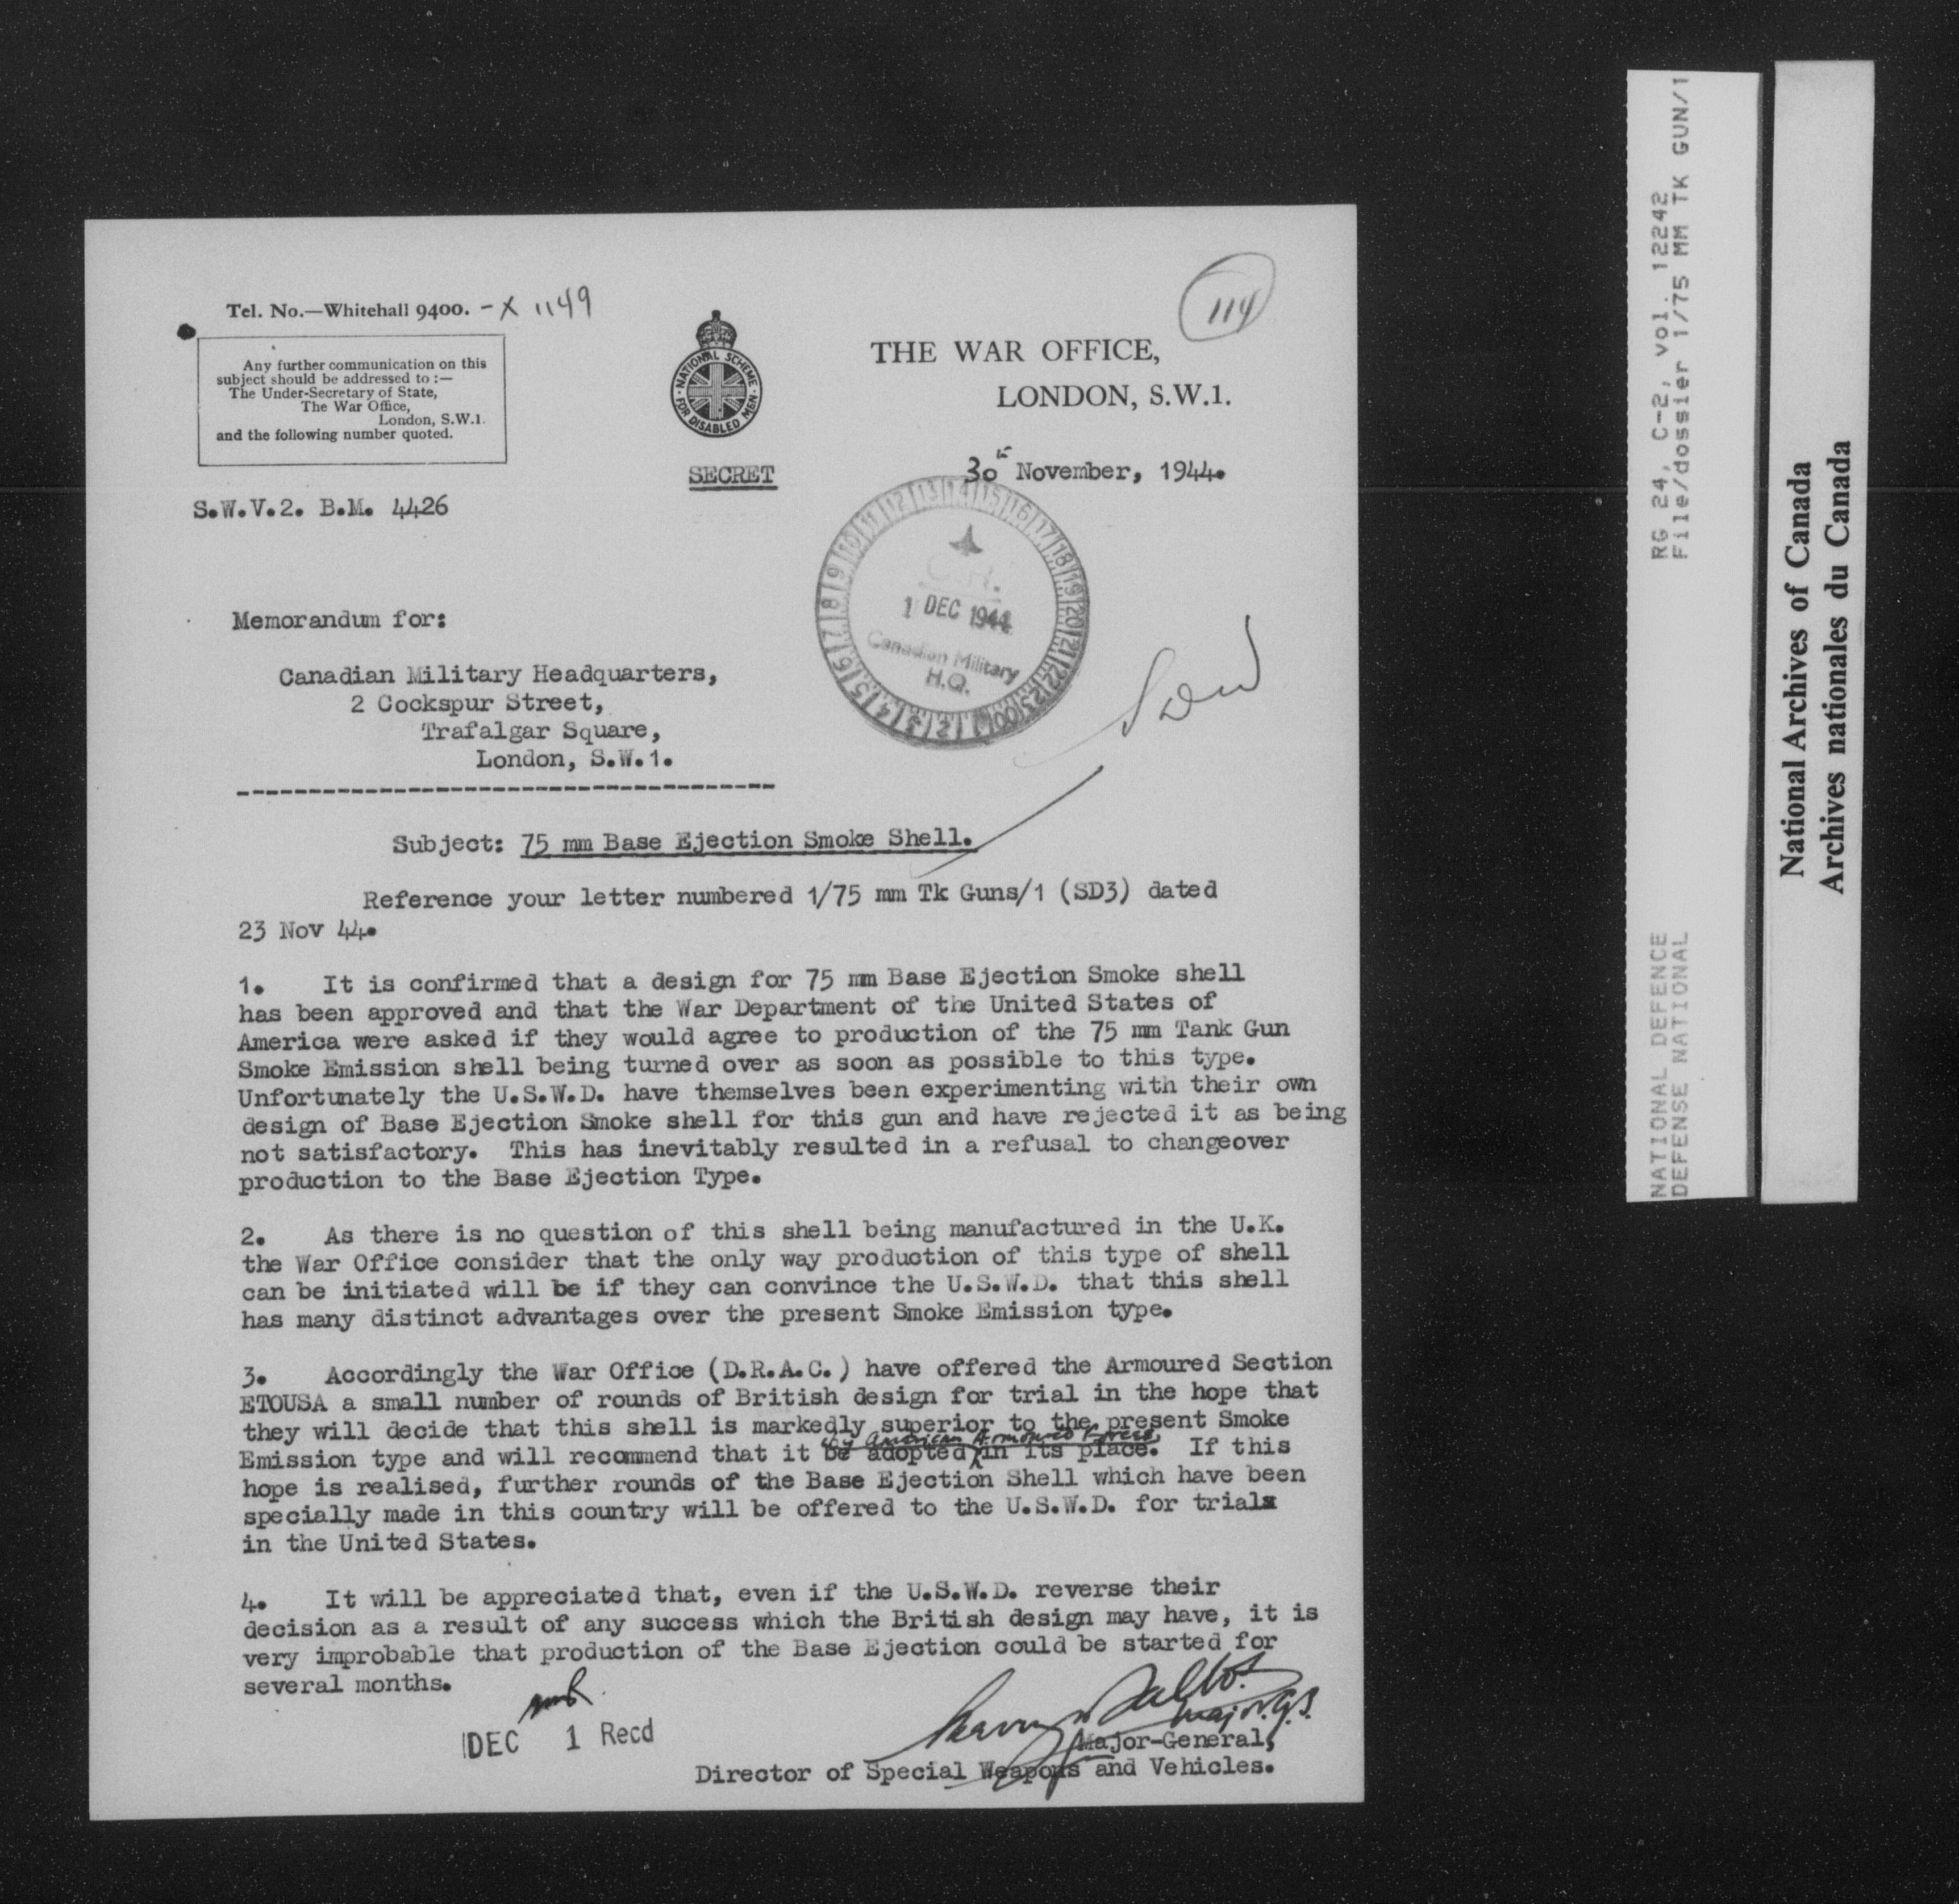 Tel. No.—Whitehall 9400. - X 1149
114
Any further communication on this
subject should be addressed to :—
The Under-Secretary of State,
The War Office,
London, S.W.1.
and the following number quoted.
NATIONAL SCHEME
FOR DISABLED MEN
THE WAR OFFICE,
LONDON, S.W.1.
SECRET
30th November, 1944.
S.W.V.2. B.M. 4426
C.R.
1 DEC 1944
Canadian Military
H.Q.
Memorandum for:
Canadian Military Headquarters,
2 Cockspur Street,
Trafalgar Square,
London, S.W.1.
Subject: 75 mm Base Ejection Smoke Shell.
Reference your letter numbered 1/75 mm Tk Guns/1 (SD3) dated
23 Nov 44.
1. It is confirmed that a design for 75 mm Base Ejection Smoke shell
has been approved and that the War Department of the United States of
America were asked if they would agree to production of the 75 mm Tank Gun
Smoke Emission shell being turned over as soon as possible to this type.
Unfortunately the U.S.W.D. have themselves been experimenting with their own
design of Base Ejection Smoke shell for this gun and have rejected it as being
not satisfactory. This has inevitably resulted in a refusal to changeover
production to the Base Ejection Type.
2. As there is no question of this shell being manufactured in the U.K.
the War Office consider that the only way production of this type of shell
can be initiated will be if they can convince the U.S.W.D. that this shell
has many distinct advantages over the present Smoke Emission type.
3. Accordingly the War Office (D.R.A.C.) have offered the Armoured Section
ETOUSA a small number of rounds of British design for trial in the hope that
they will decide that this shell is markedly superior to the present Smoke
by American Armoured Forces
Emission type and will recommend that it be adopted in its place. If this
hope is realised, further rounds of the Base Ejection Shell which have been
specially made in this country will be offered to the U.S.W.D. for trials
in the United States.
4. It will be appreciated that, even if the U.S.W.D. reverse their
decision as a result of any success which the British design may have, it is
very improbable that production of the Base Ejection could be started for
several months.
DEC 1 Recd
Talbot
Major. G.S.
Major-General,
Director of Special Weapons and Vehicles.
RG 24, C-2, vol. 12242
File/dossier 1/75 MM TK GUN/1
NATIONAL DEFENCE
DEFENSE NATIONAL
National Archives of Canada
Archives nationales du Canada